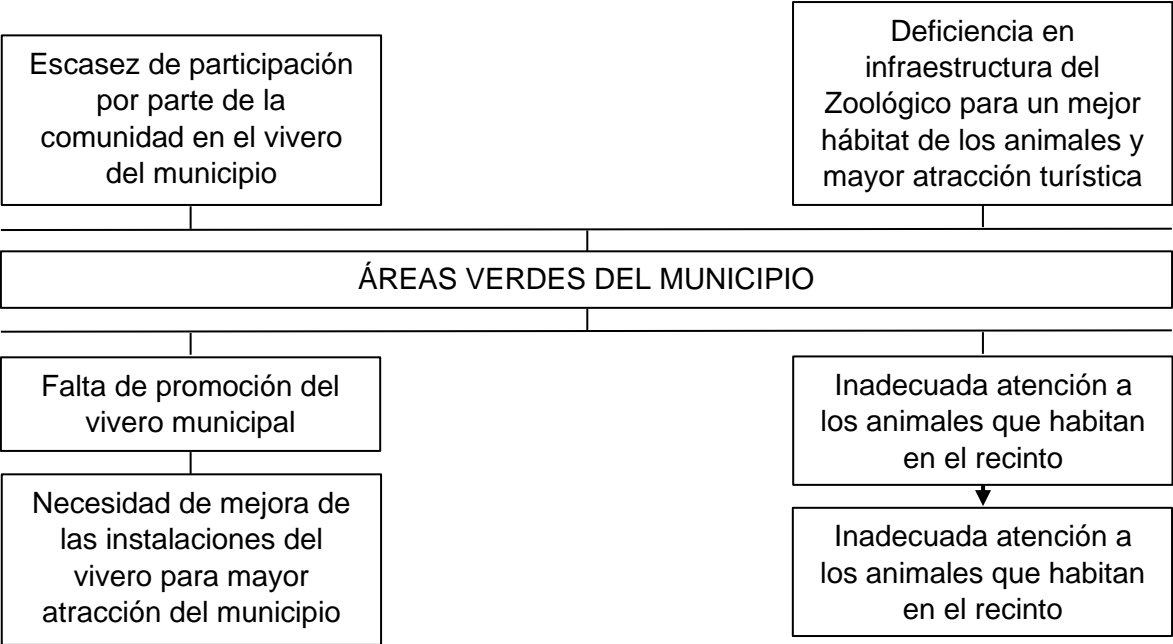 Escasez de participación
por parte de la
comunidad en el vivero
del municipio
Deficiencia en
infraestructura del
Zoológico para un mejor
hábitat de los animales y
mayor atracción turística
ÁREAS VERDES DEL MUNICIPIO
Falta de promoción del
vivero municipal
Inadecuada atención a
los animales que habitan
en el recinto
Necesidad de mejora de
las instalaciones del
vivero para mayor
atracción del municipio
Inadecuada atención a
los animales que habitan
en el recinto